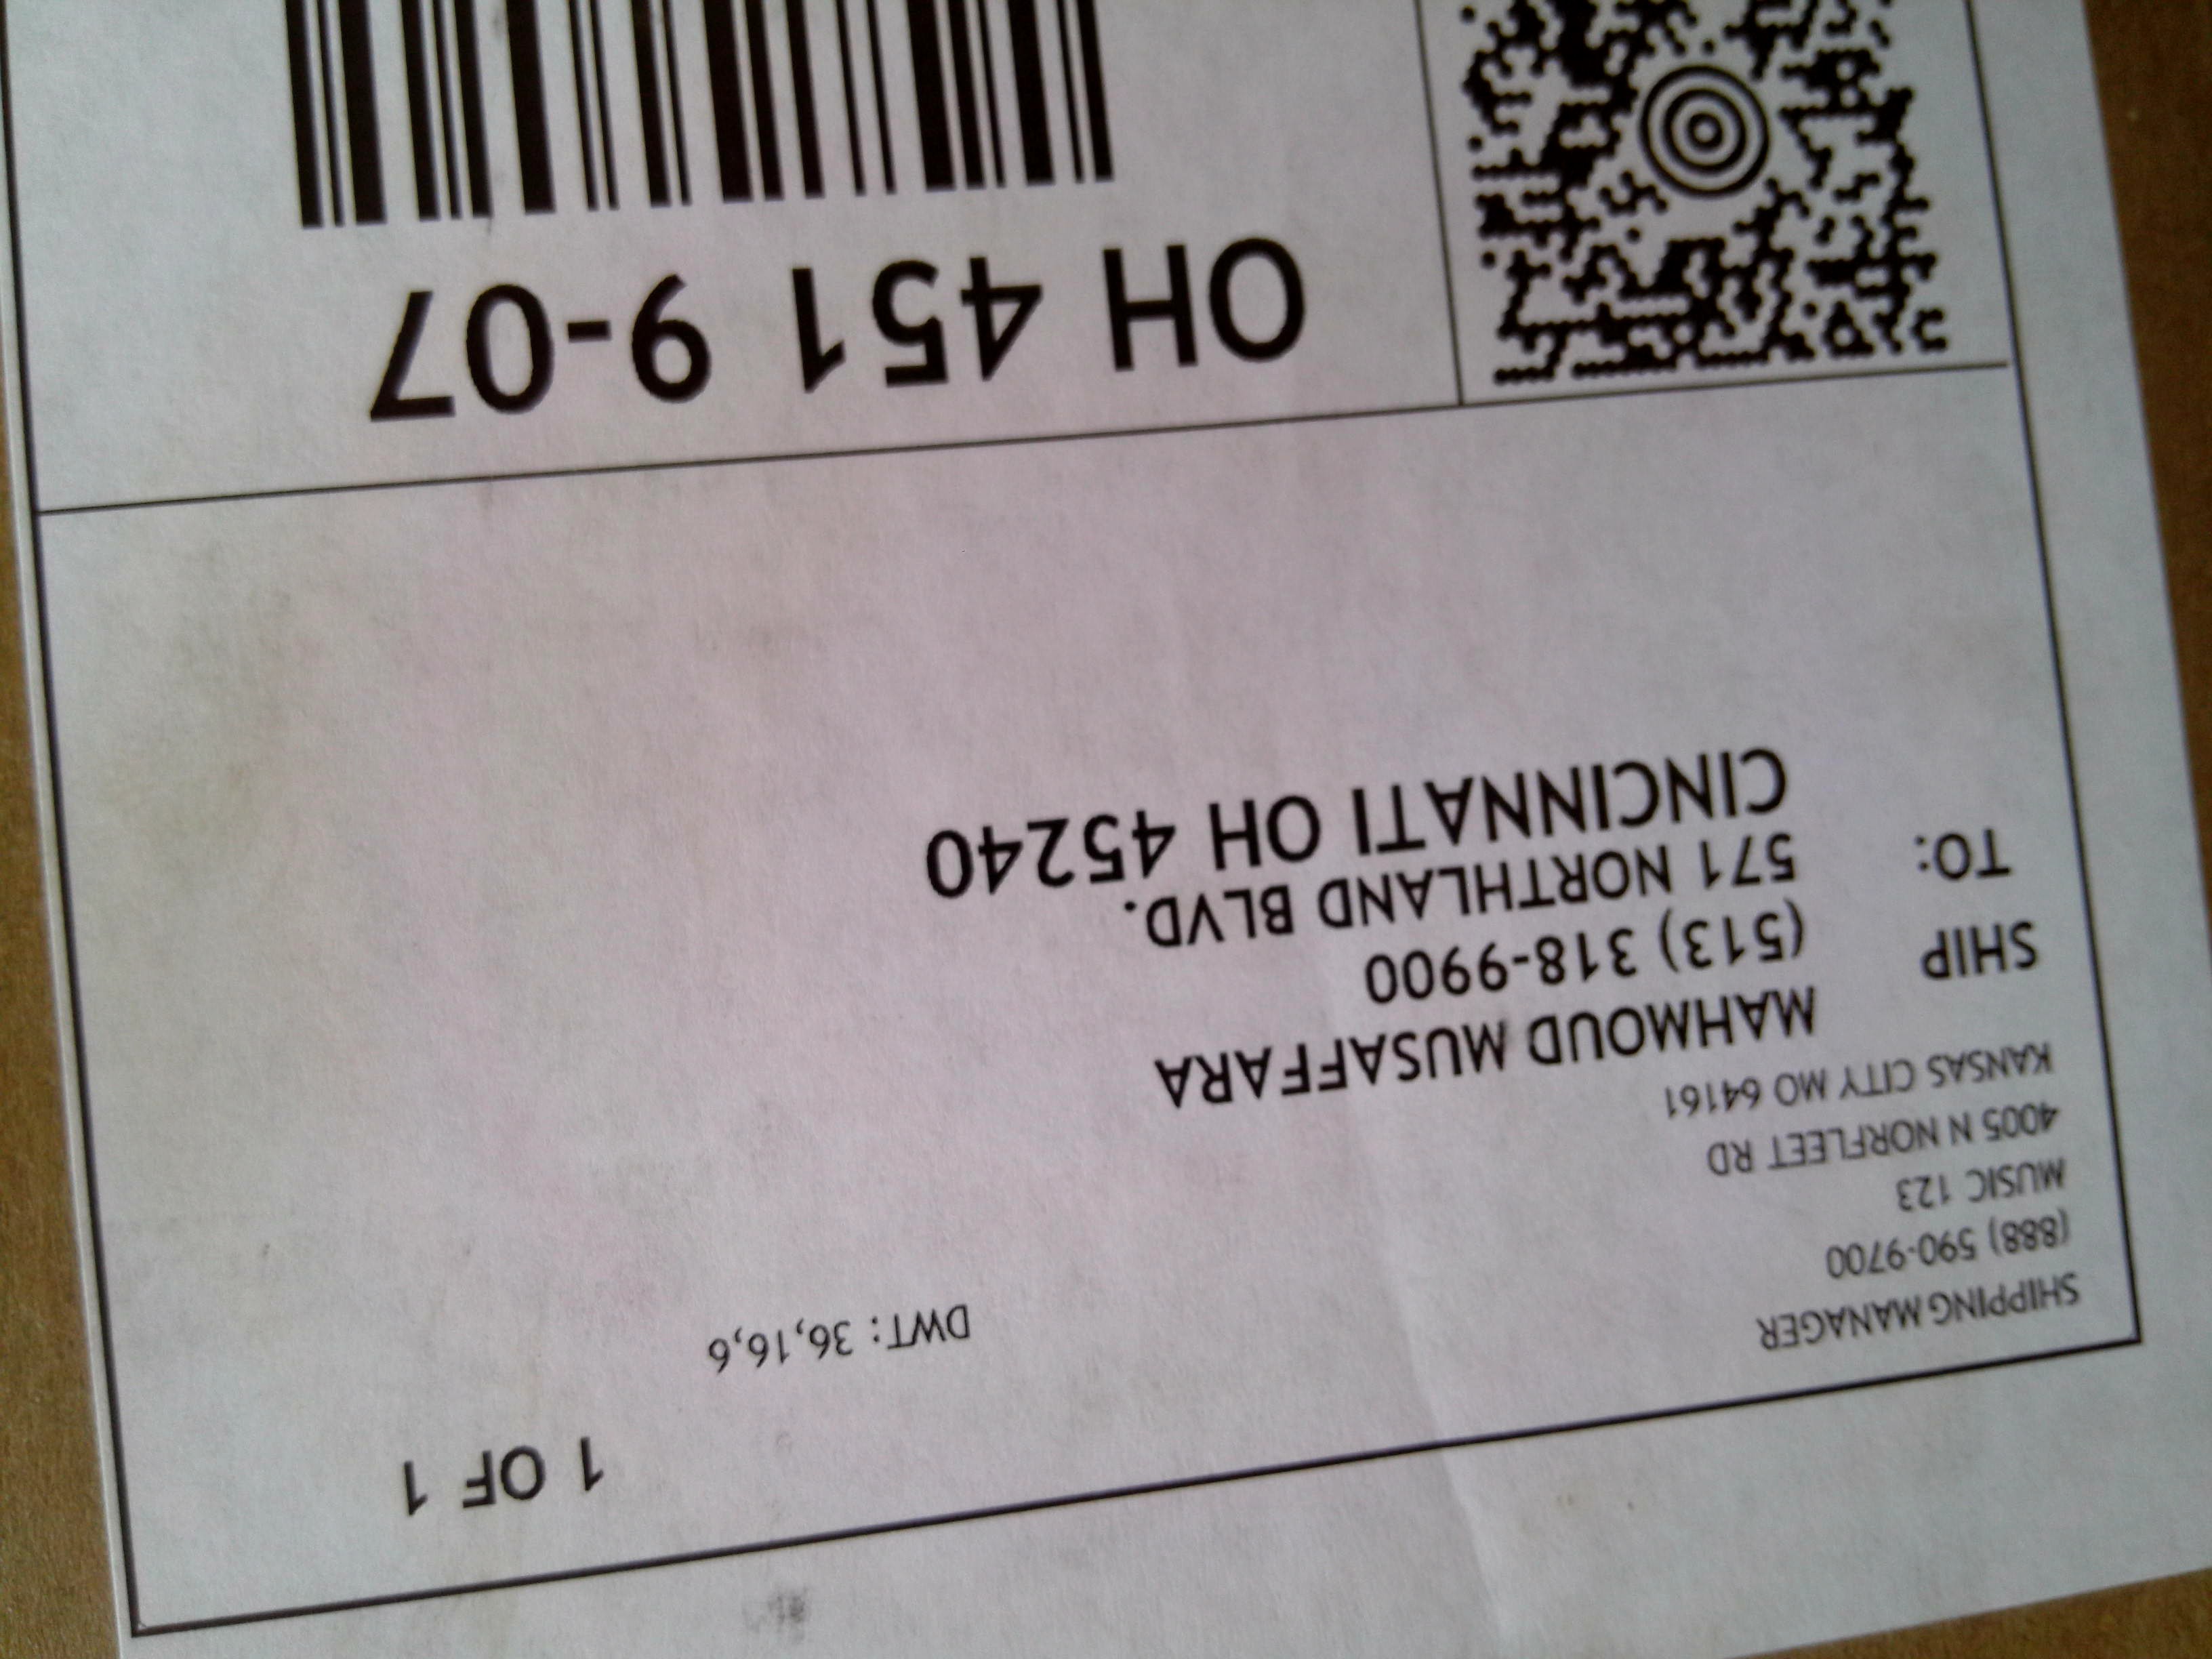 1 OF 1
DWT: 36,16,6
SHIPPING MANAGER
(888) 590-9700
MUSIC 123
4005 N NORFLEET RD
KANSAS CITY MO 64161
SHIP
TO:
MAHMOUD MUSAFFARA
(513) 318-9900
571 NORTHLAND BLVD.
CINCINNATI OH 45240
OH 451 9-07